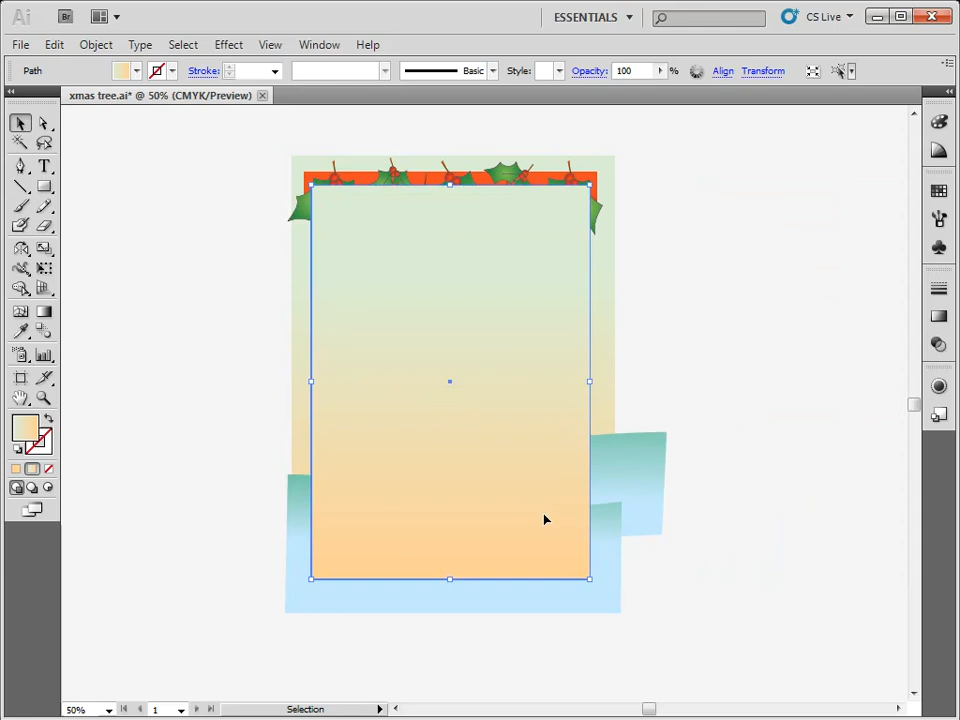 Ai Br ESSENTIALS CS Live
File Edit Object Type Select Effect View Window Help
Path Stroke: Basic Style: Opacity: 100 % Align Transform
xmas tree.ai* @ 50% (CMYK/Preview)
T
50% 1 Selection